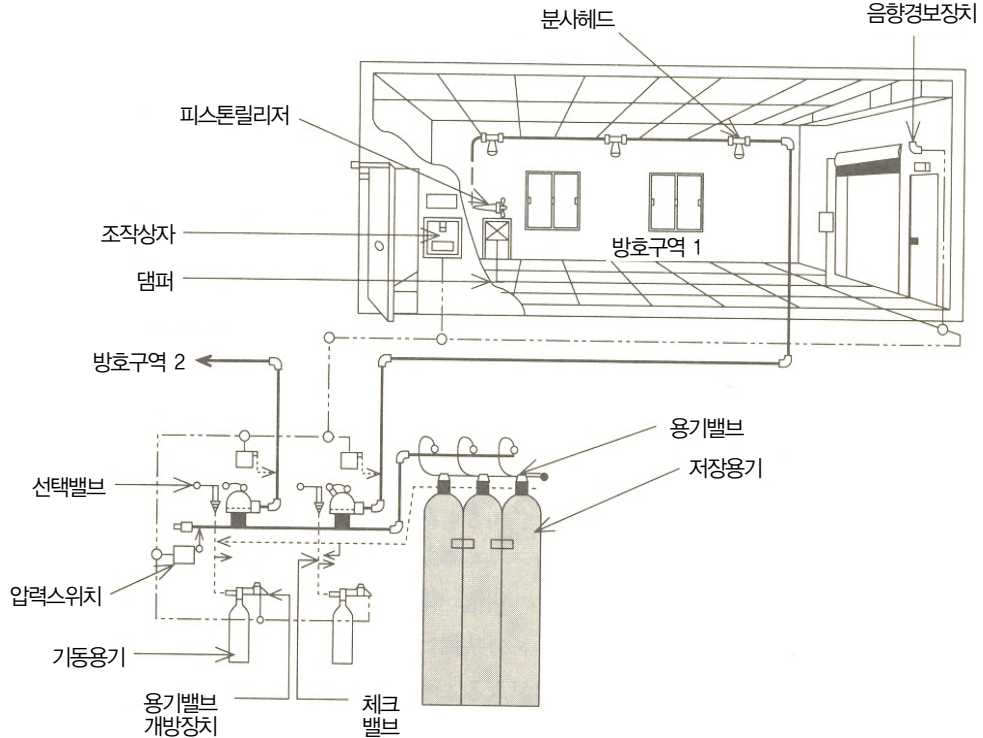 분사헤드
음향경보장치
피스톤릴리저
조작상자
방호구역 1
댐퍼
방호구역 2
용기밸브
저장용기
선택밸브
압력스위치
기동용기
용기밸브
개방장치
체크
밸브